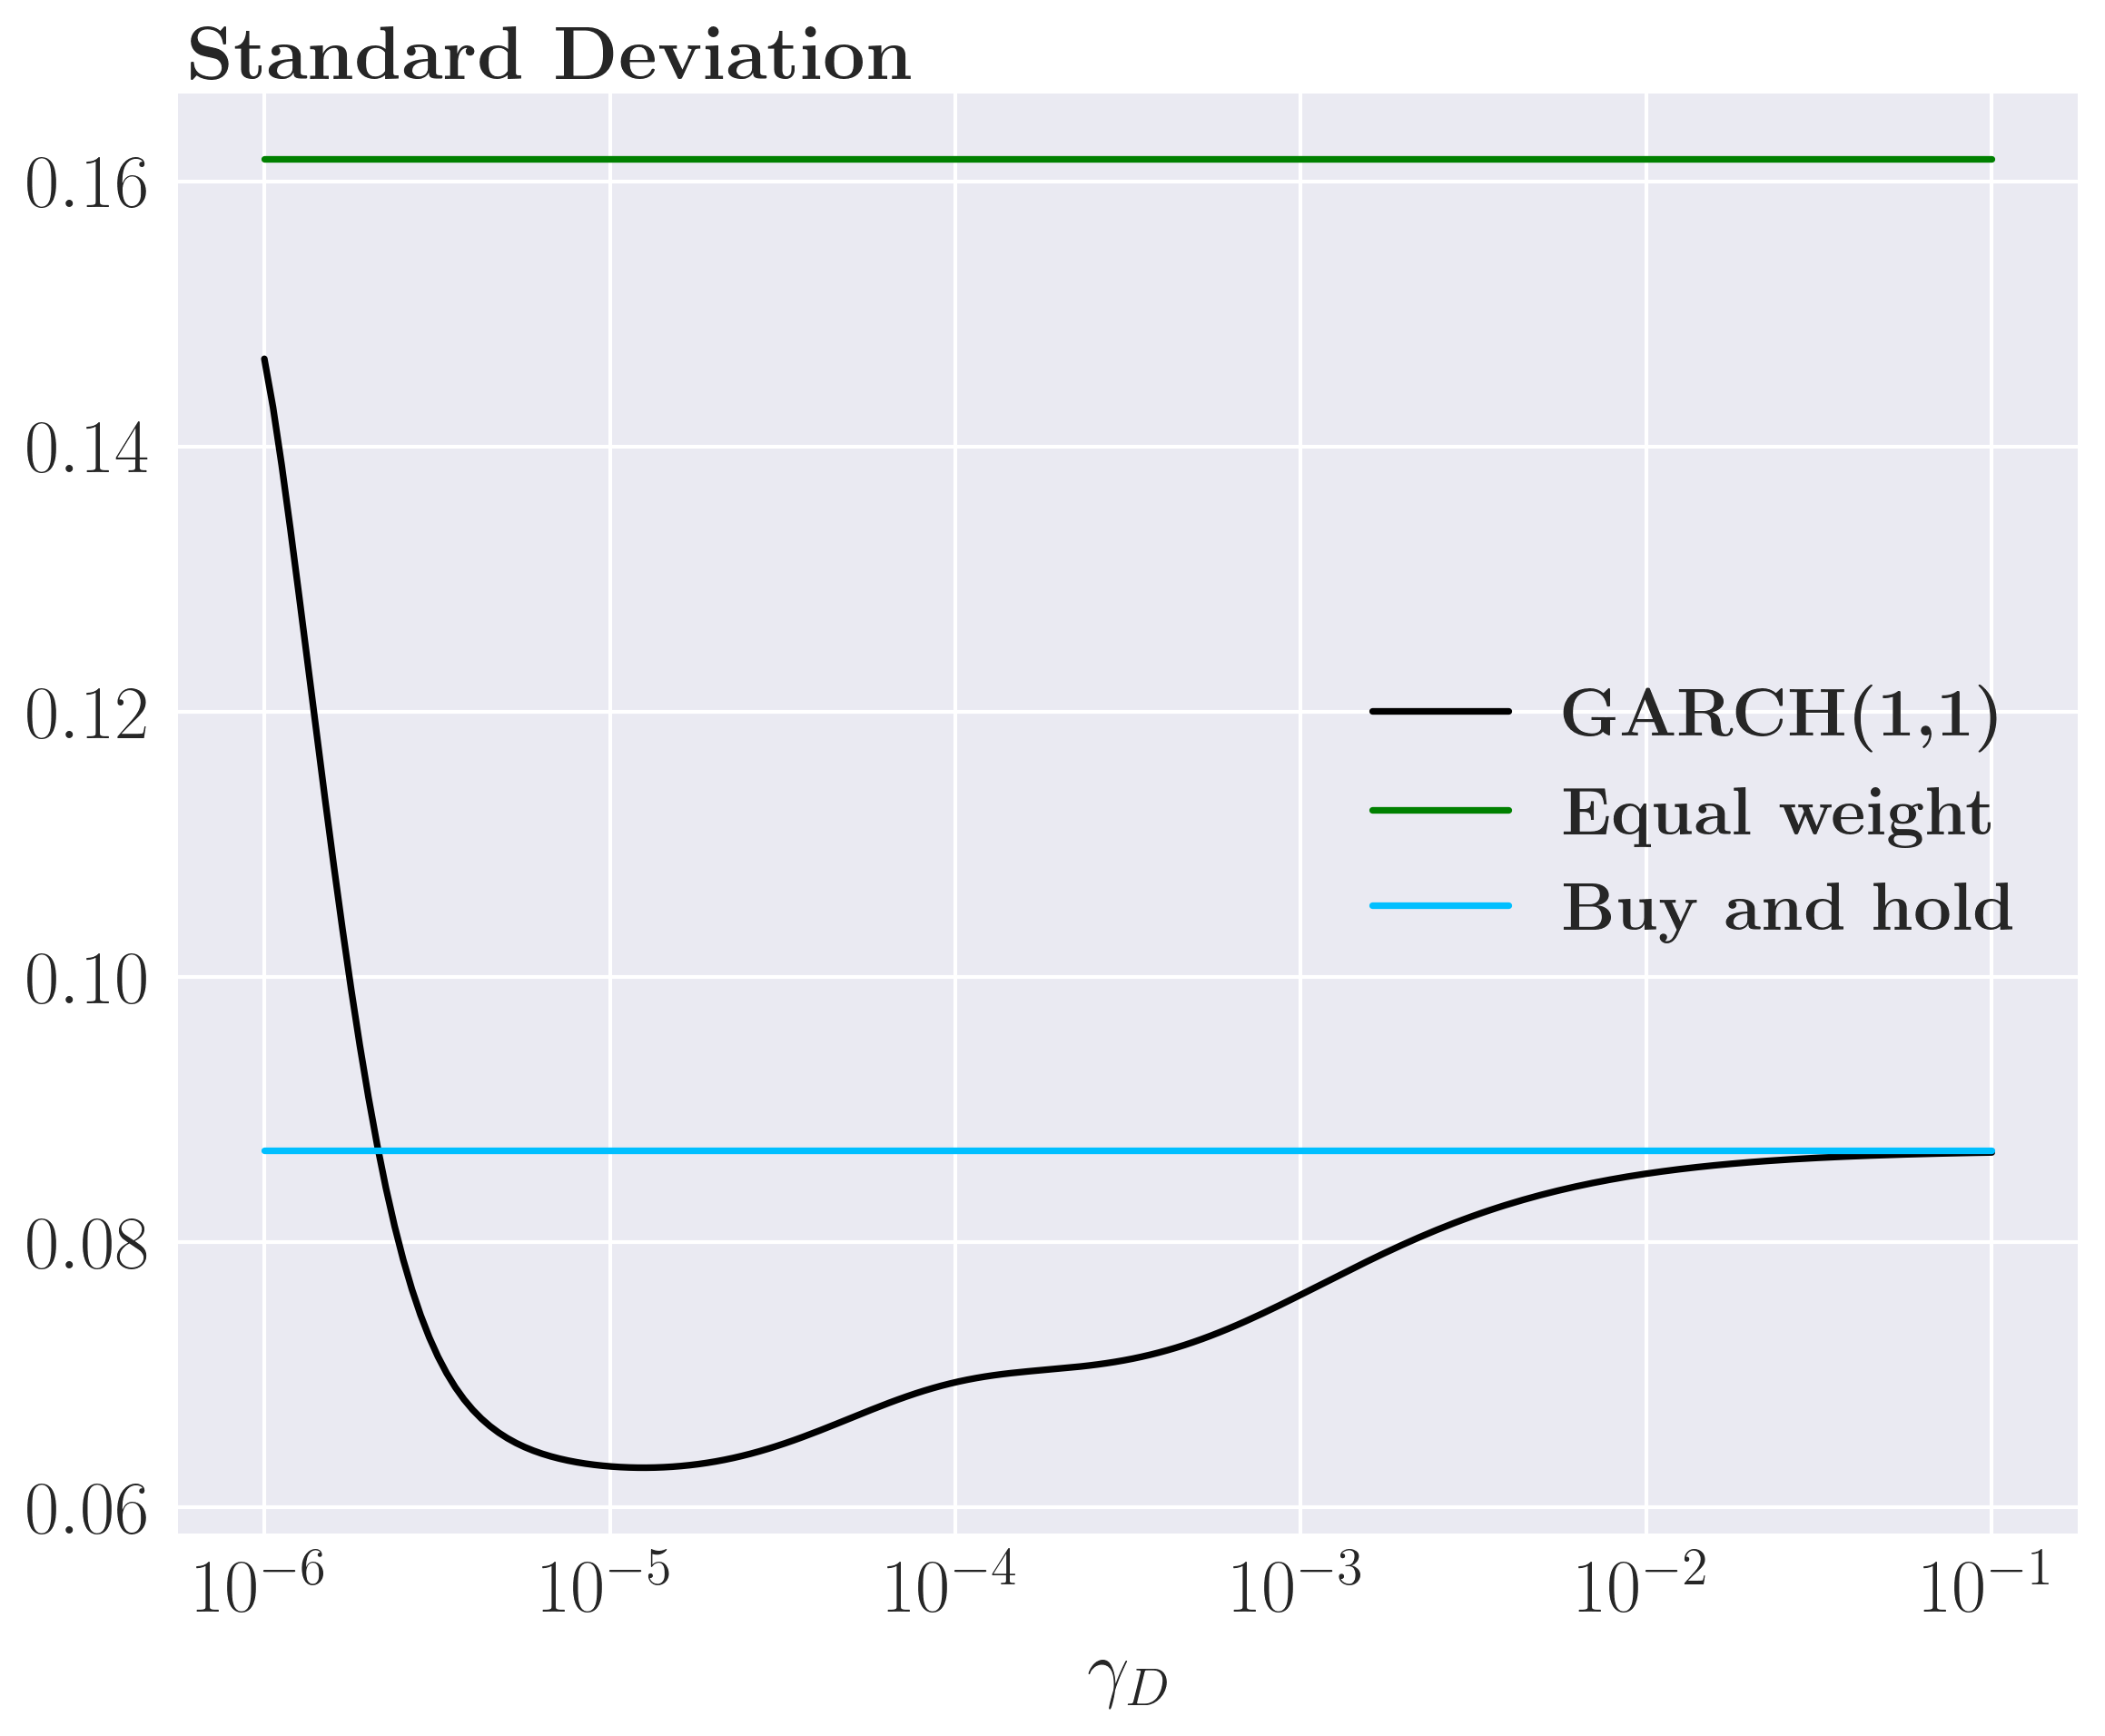 Standard Deviation
0.16
0.14
0.12
0.10
0.08
0.06
GARCH(1,1)
Equal weight
Buy and hold
10⁻⁶ 10⁻⁵ 10⁻⁴ 10⁻³ 10⁻² 10⁻¹
γ_D